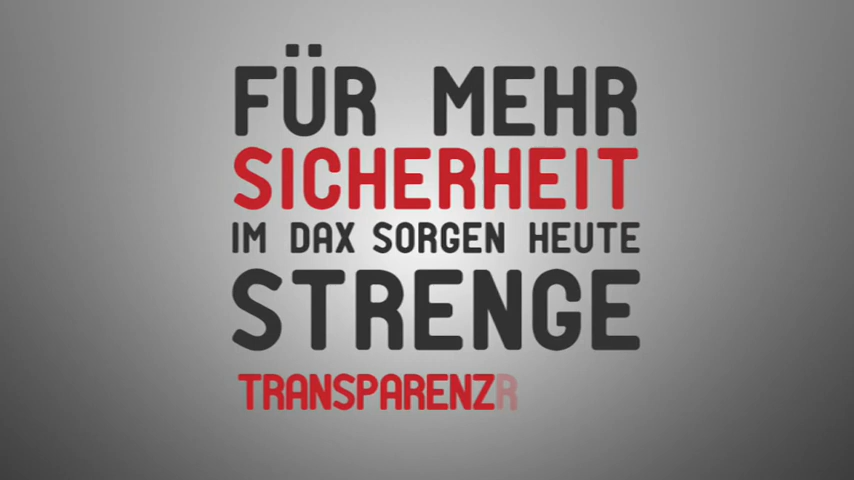 FÜR MEHR
SICHERHEIT
IM DAX SORGEN HEUTE
STRENGE
TRANSPARENZR